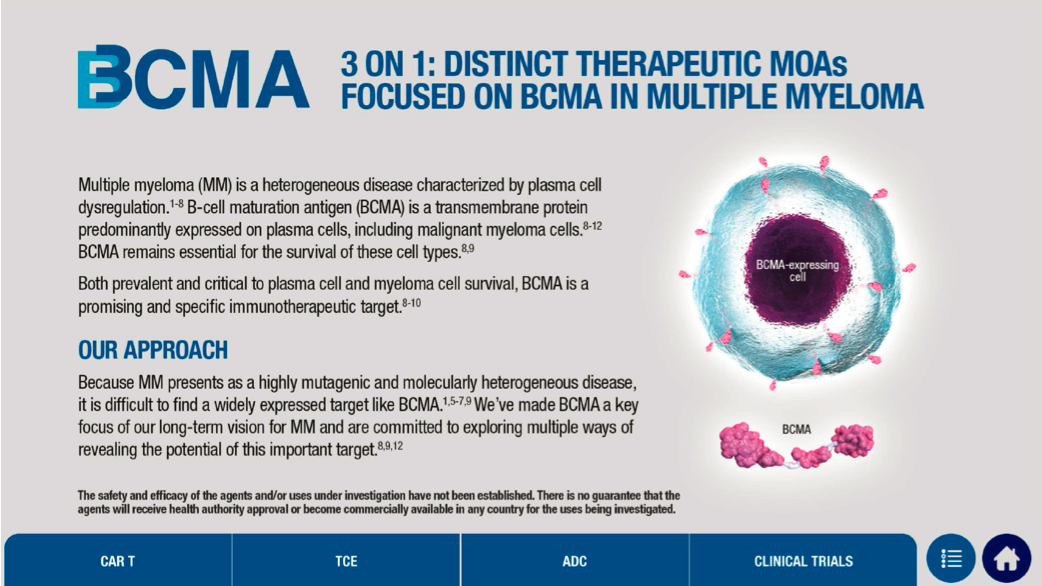 BCMA
3 ON 1: DISTINCT THERAPEUTIC MOAs
FOCUSED ON BCMA IN MULTIPLE MYELOMA
Multiple myeloma (MM) is a heterogeneous disease characterized by plasma cell
dysregulation.1-8 B-cell maturation antigen (BCMA) is a transmembrane protein
predominantly expressed on plasma cells, including malignant myeloma cells.8-12
BCMA remains essential for the survival of these cell types.8,9
Both prevalent and critical to plasma cell and myeloma cell survival, BCMA is a
promising and specific immunotherapeutic target.8-10
OUR APPROACH
Because MM presents as a highly mutagenic and molecularly heterogeneous disease,
it is difficult to find a widely expressed target like BCMA.1,5-7,9 We've made BCMA a key
focus of our long-term vision for MM and are committed to exploring multiple ways of
revealing the potential of this important target.8,9,12
BCMA-expressing
cell
BCMA
The safety and efficacy of the agents and/or uses under investigation have not been established. There is no guarantee that the
agents will receive health authority approval or become commercially available in any country for the uses being investigated.
CAR T
TCE
ADC
CLINICAL TRIALS